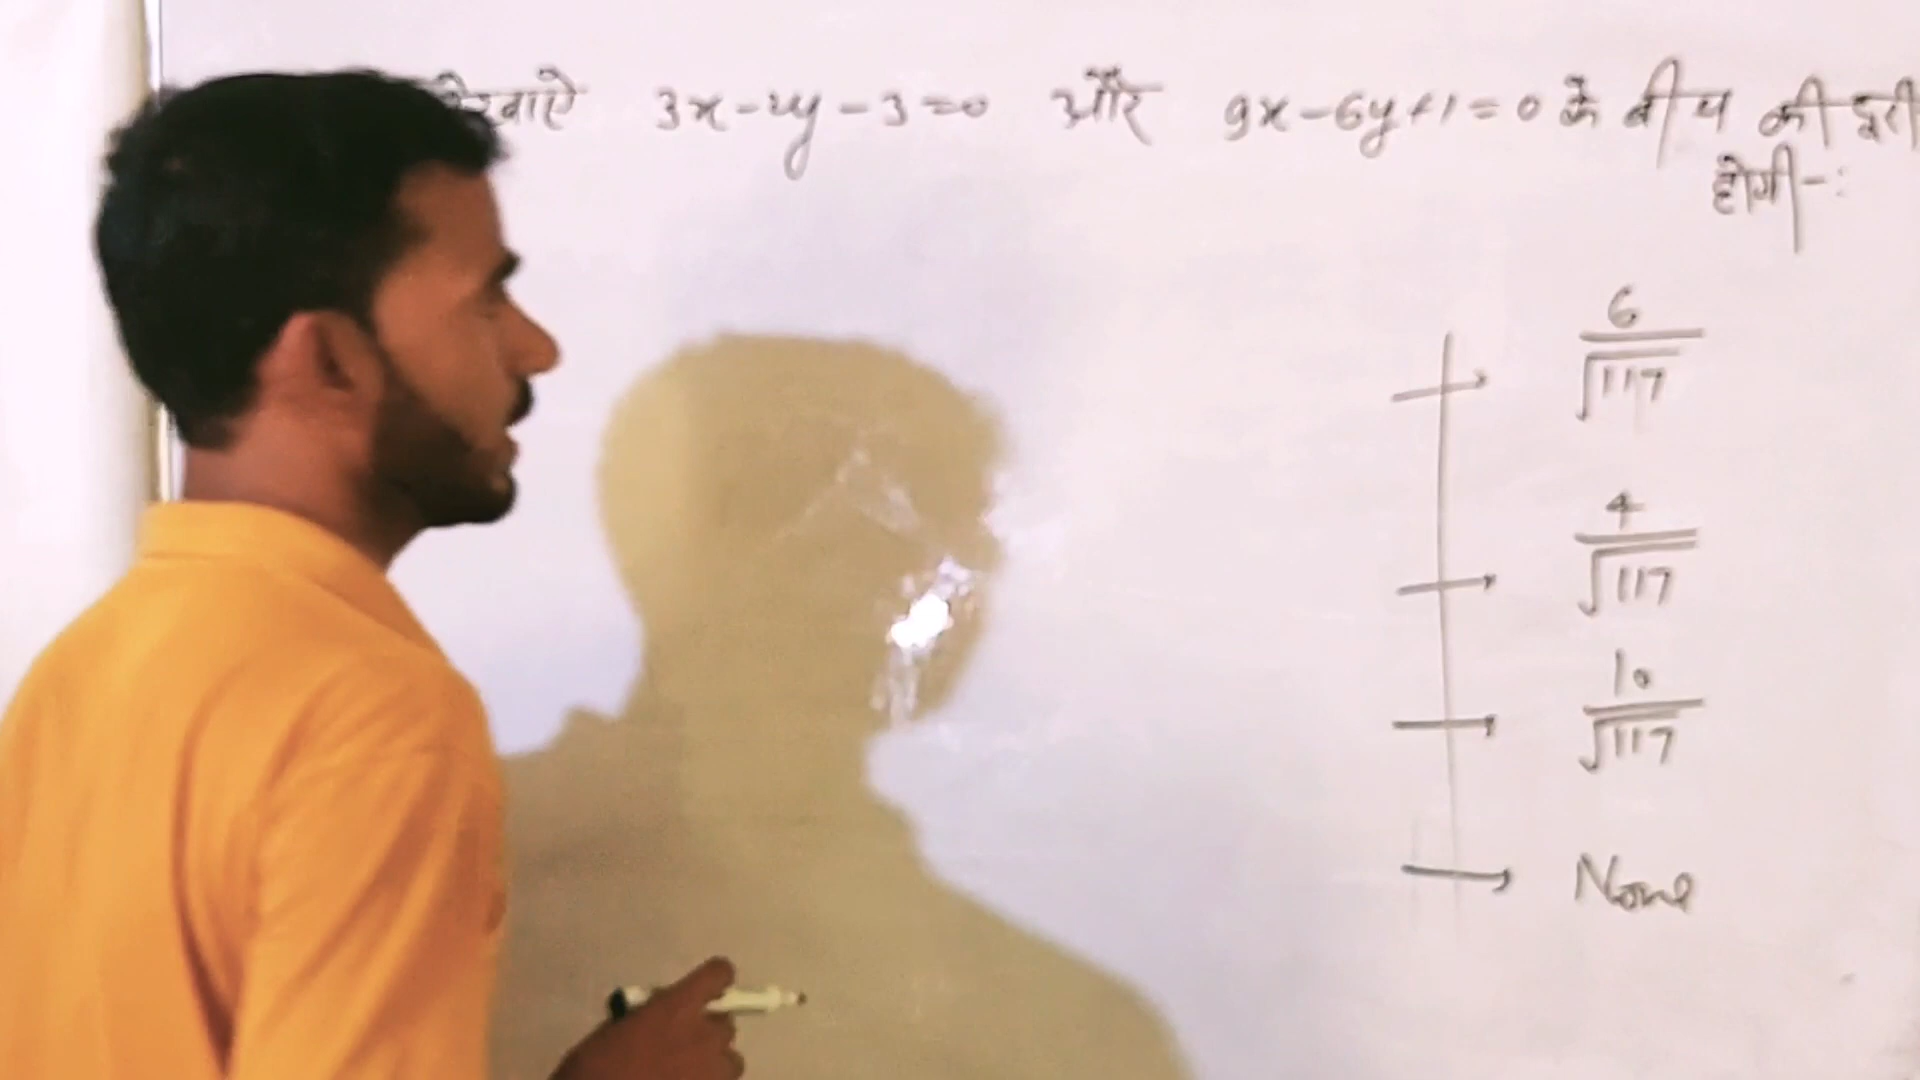 रेखाऐ 3x-2y-3=0 और 9x-6y+1=0 के बीच की दूरी
होगी-:
6/√117
4/√117
10/√117
None